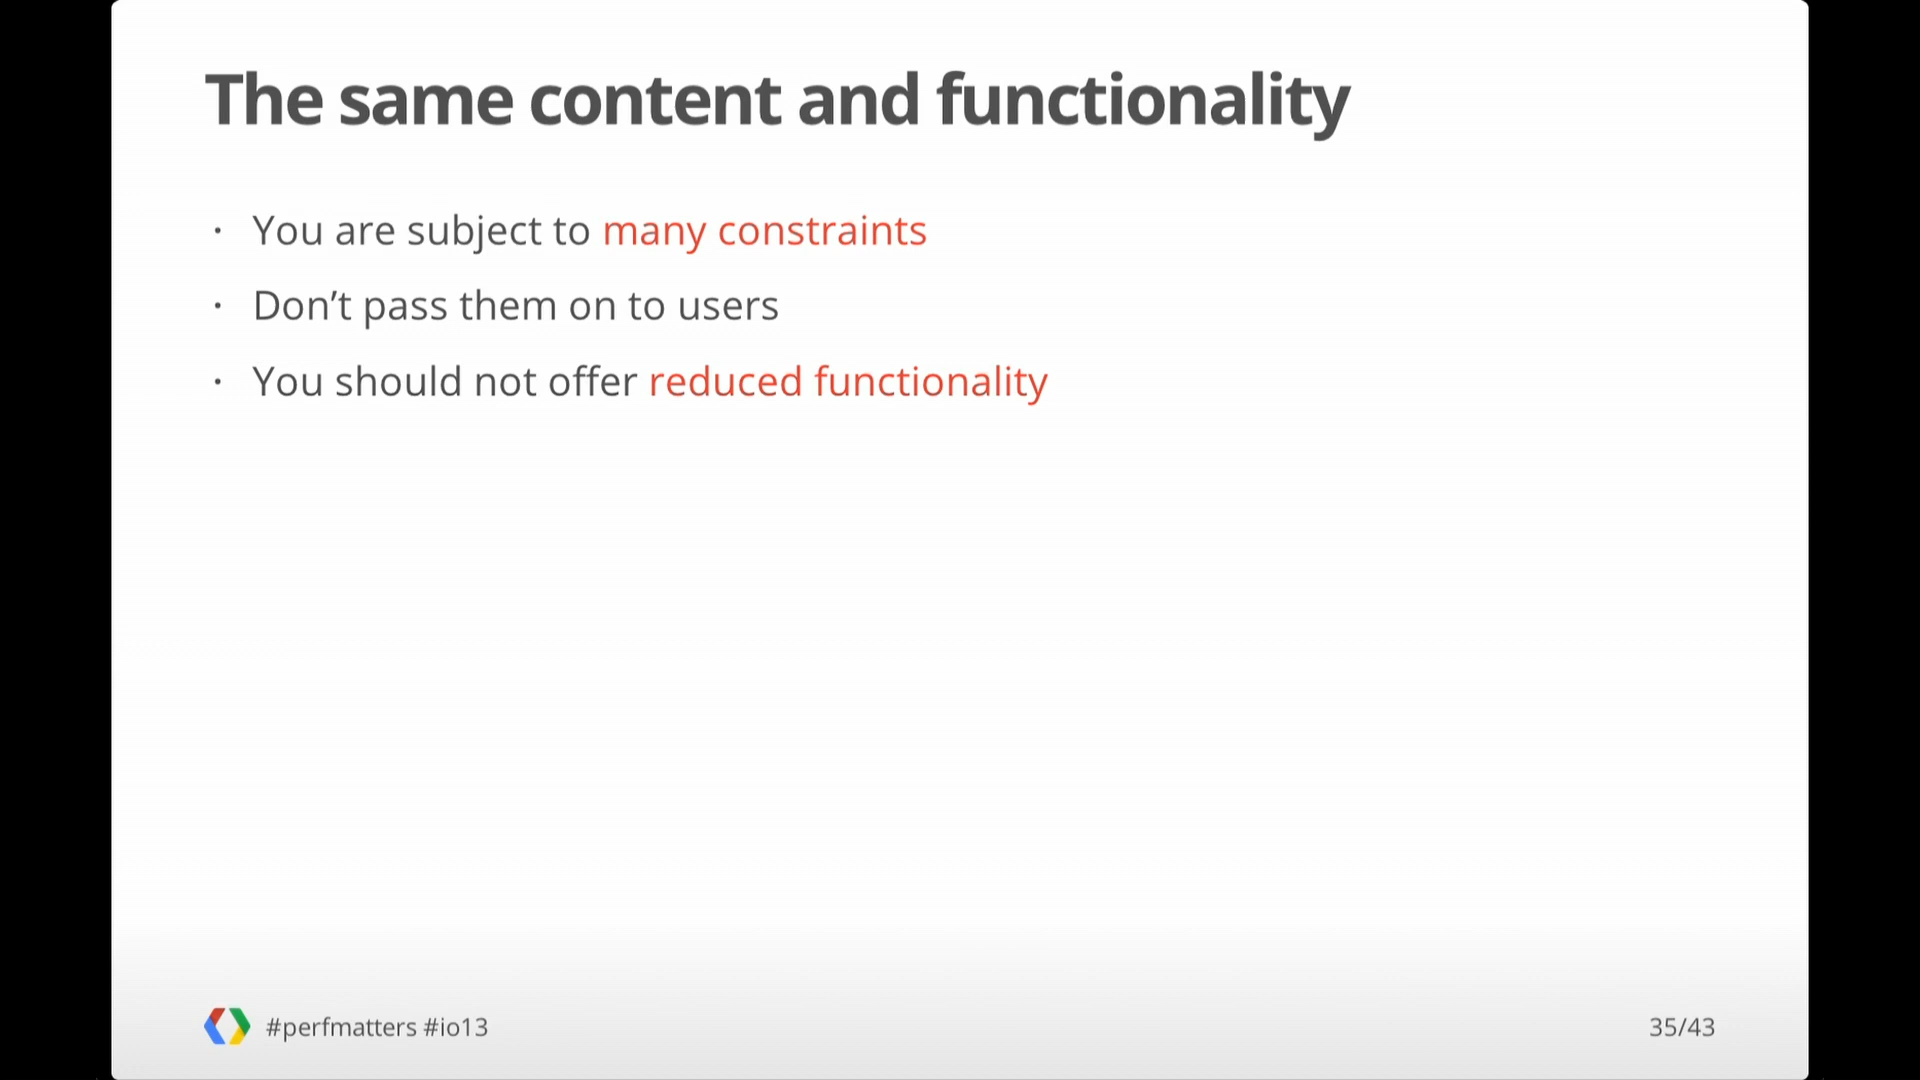 The same content and functionality
· You are subject to many constraints
· Don’t pass them on to users
· You should not offer reduced functionality
#perfmatters #io13
35/43